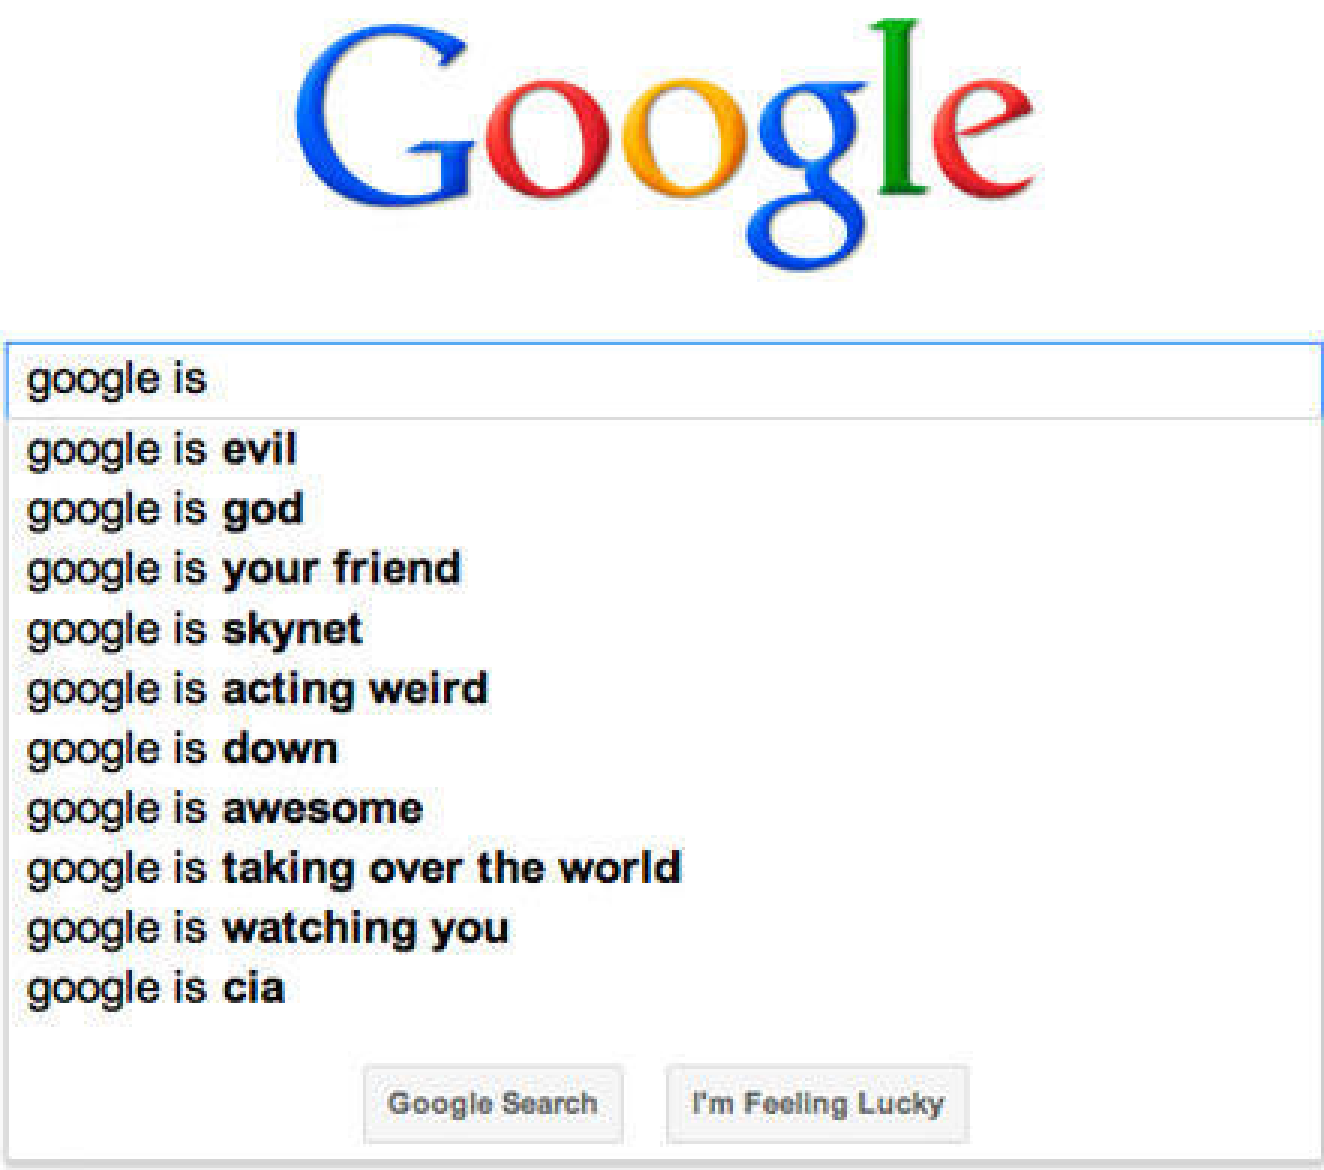 Google
google is
google is evil
google is god
google is your friend
google is skynet
google is acting weird
google is down
google is awesome
google is taking over the world
google is watching you
google is cia
Google Search
I'm Feeling Lucky